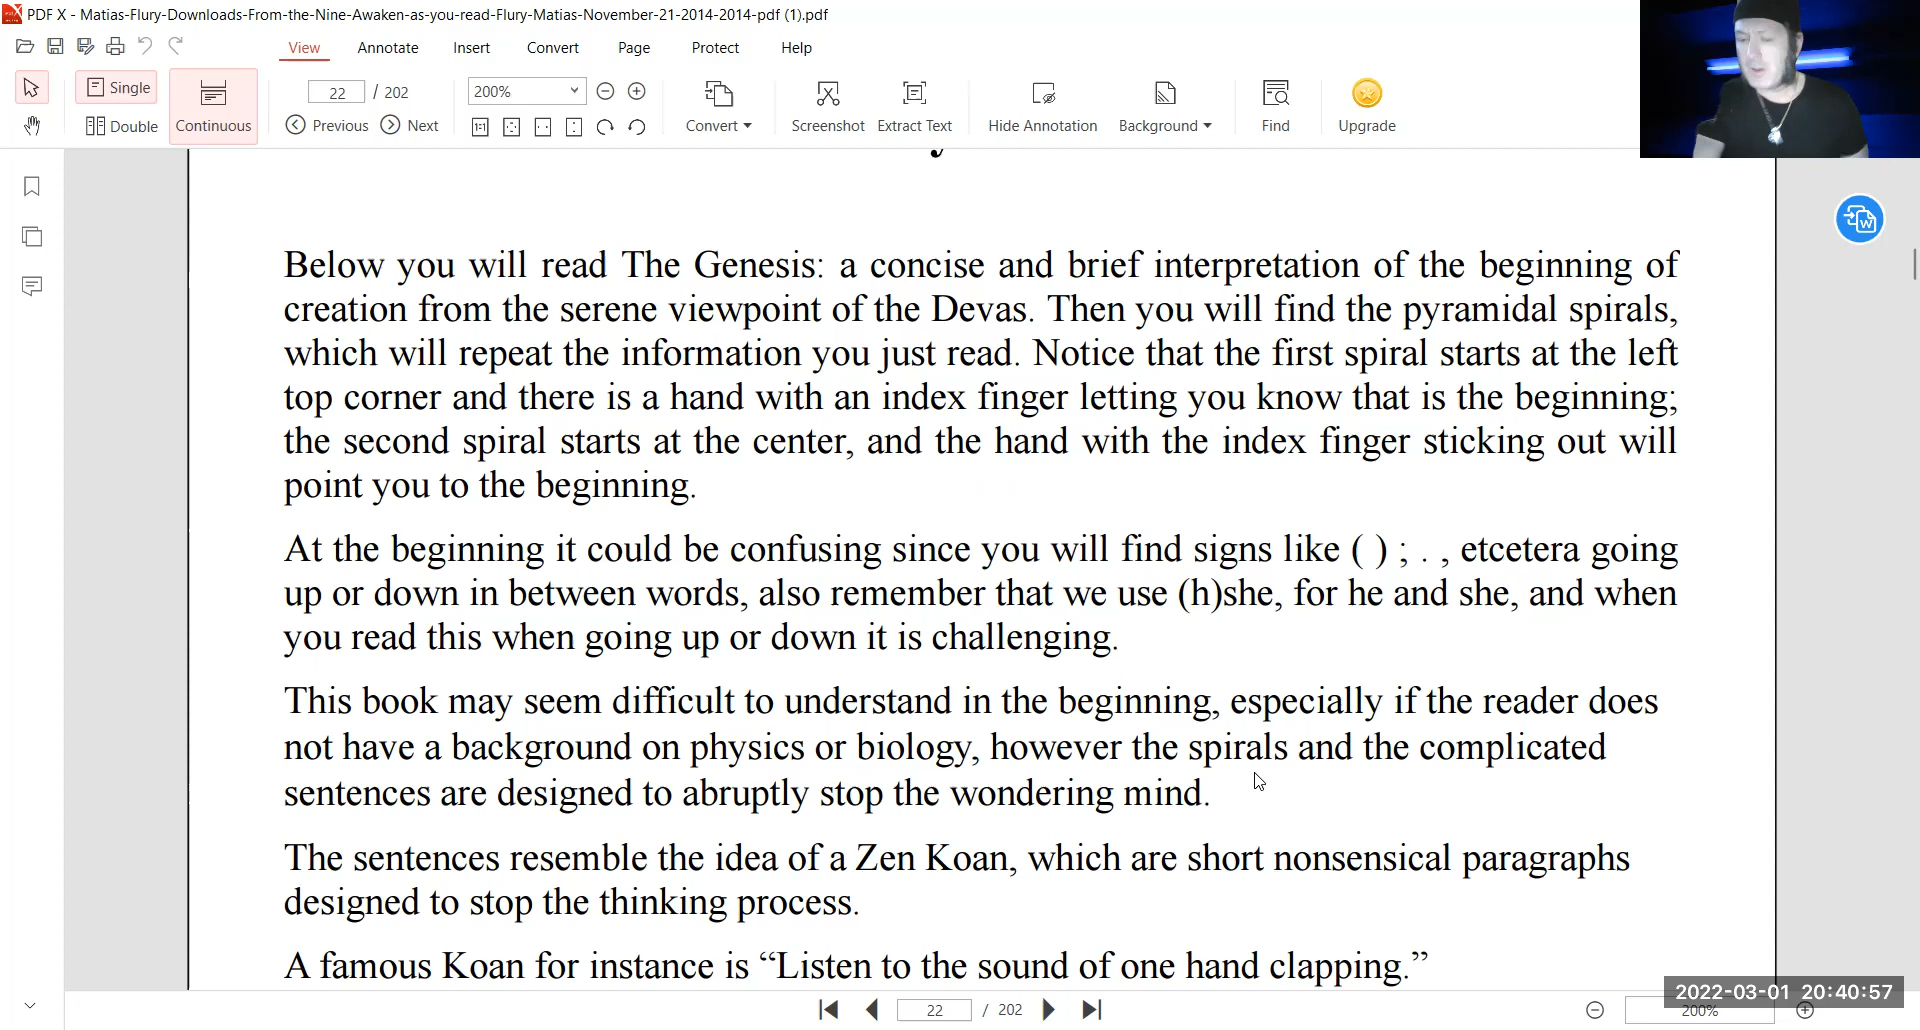 PDF X - Matias-Flury-Downloads-From-the-Nine-Awaken-as-you-read-Flury-Matias-November-21-2014-2014-pdf (1).pdf
View Annotate Insert Convert Page Protect Help
Single
Double
Continuous
22 / 202
Previous Next
200%
Convert
Screenshot
Extract Text
Hide Annotation
Background
Find
Upgrade
Below you will read The Genesis: a concise and brief interpretation of the beginning of
creation from the serene viewpoint of the Devas. Then you will find the pyramidal spirals,
which will repeat the information you just read. Notice that the first spiral starts at the left
top corner and there is a hand with an index finger letting you know that is the beginning;
the second spiral starts at the center, and the hand with the index finger sticking out will
point you to the beginning.
At the beginning it could be confusing since you will find signs like ( ) ; . , etcetera going
up or down in between words, also remember that we use (h)she, for he and she, and when
you read this when going up or down it is challenging.
This book may seem difficult to understand in the beginning, especially if the reader does
not have a background on physics or biology, however the spirals and the complicated
sentences are designed to abruptly stop the wondering mind.
The sentences resemble the idea of a Zen Koan, which are short nonsensical paragraphs
designed to stop the thinking process.
A famous Koan for instance is “Listen to the sound of one hand clapping.”
22 / 202
200%
2022-03-01 20:40:57